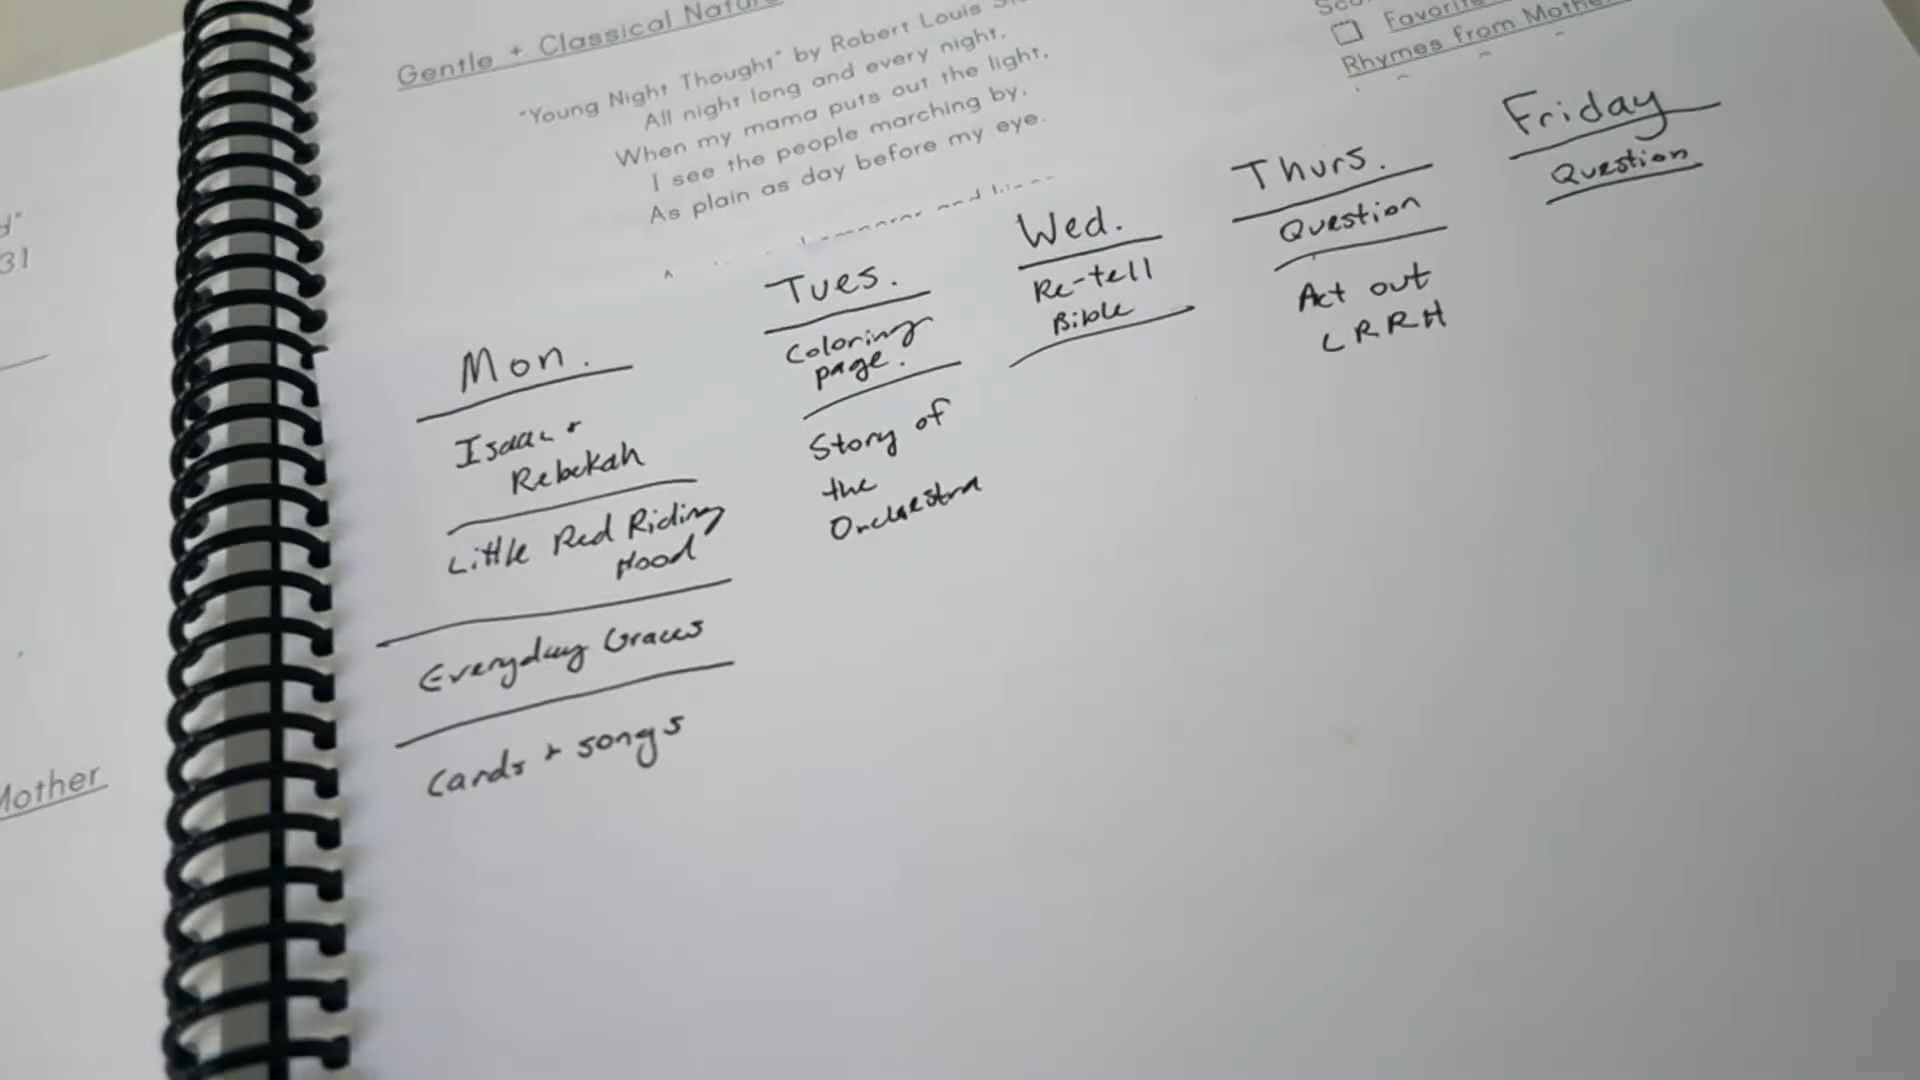 Gentle + Classical Natur
"Young Night Thought" by Robert Louis
All night long and every night,
When my mama puts out the light,
I see the people marching by,
As plain as day before my eye.
Favorite
Rhymes from Mothe
31
Mother
Mon.
Isaac +
Rebekah
Little Red Riding
Hood
Everyday Graces
Cards + songs
Tues.
Coloring
page.
Story of
the
Orchestra
Wed.
Re-tell
Bible
Thurs.
Question
Act out
LRRH
Friday
Question